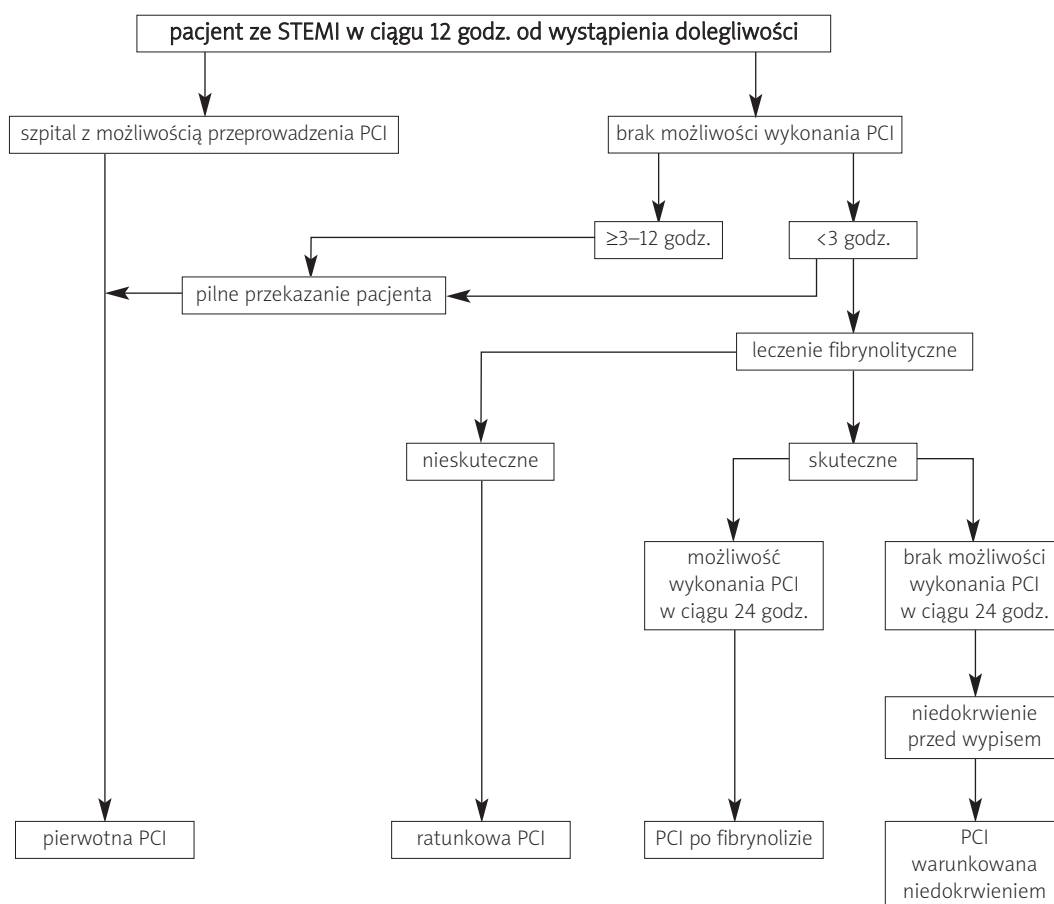 pacjent ze STEMI w ciągu 12 godz. od wystąpienia dolegliwości
szpital z możliwością przeprowadzenia PCI
brak możliwości wykonania PCI
≥3–12 godz.
<3 godz.
pilne przekazanie pacjenta
leczenie fibrynolityczne
nieskuteczne
skuteczne
możliwość
wykonania PCI
w ciągu 24 godz.
brak możliwości
wykonania PCI
w ciągu 24 godz.
niedokrwienie
przed wypisem
pierwotna PCI
ratunkowa PCI
PCI po fibrynolizie
PCI
warunkowana
niedokrwieniem